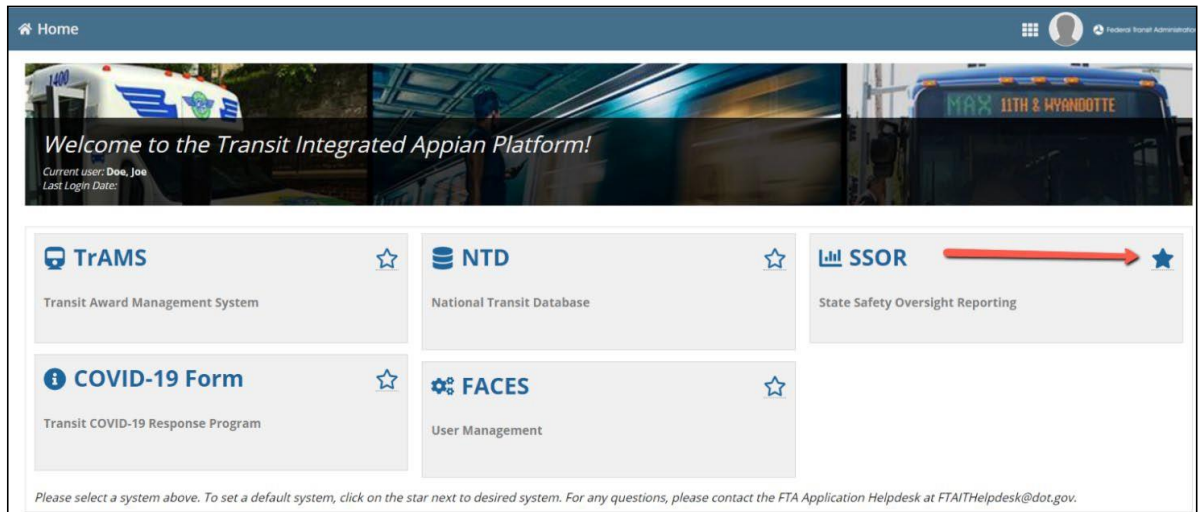 Home
Federal Transit Administration
1400
MAX 11TH & WYANDOTTE
Welcome to the Transit Integrated Appian Platform!
Current user: Doe, Joe
Last Login Date:
TrAMS
Transit Award Management System
NTD
National Transit Database
SSOR
State Safety Oversight Reporting
COVID-19 Form
Transit COVID-19 Response Program
FACES
User Management
Please select a system above. To set a default system, click on the star next to desired system. For any questions, please contact the FTA Application Helpdesk at FTAITHelpdesk@dot.gov.